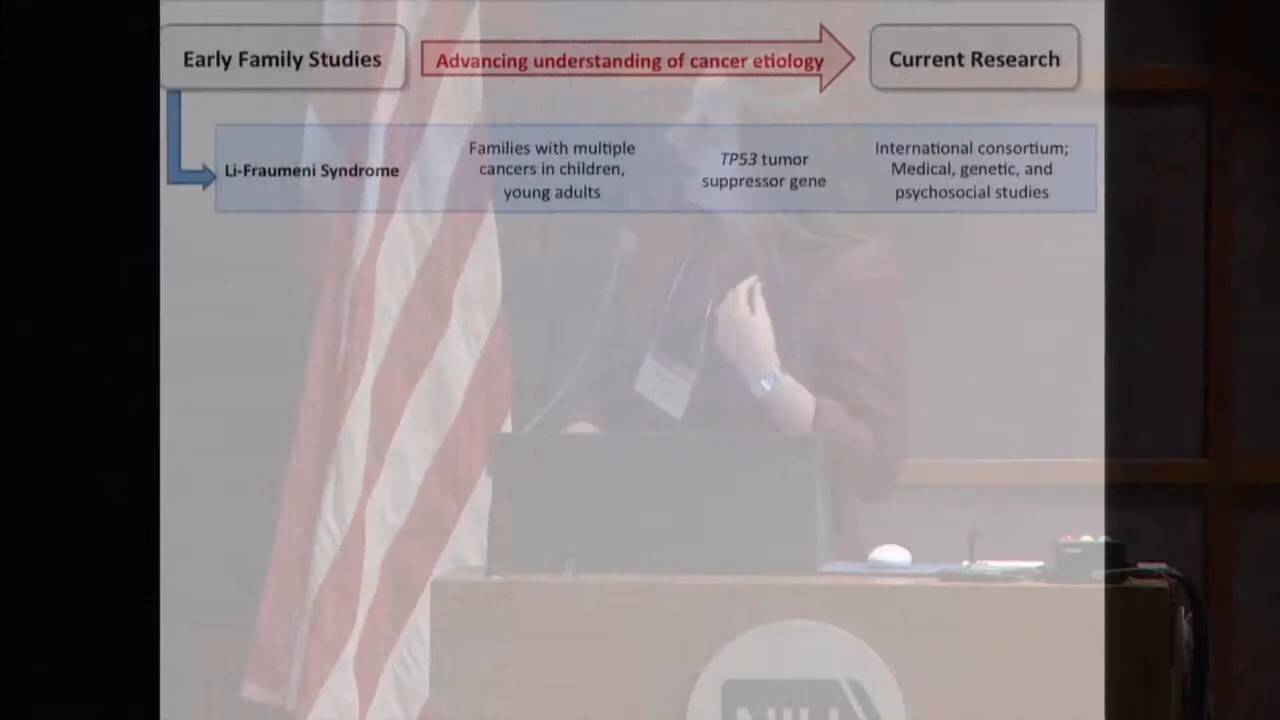 Early Family Studies
Advancing understanding of cancer etiology
Current Research
Li-Fraumeni Syndrome
Families with multiple
cancers in children,
young adults
TP53 tumor
suppressor gene
International consortium;
Medical, genetic, and
psychosocial studies
NIH